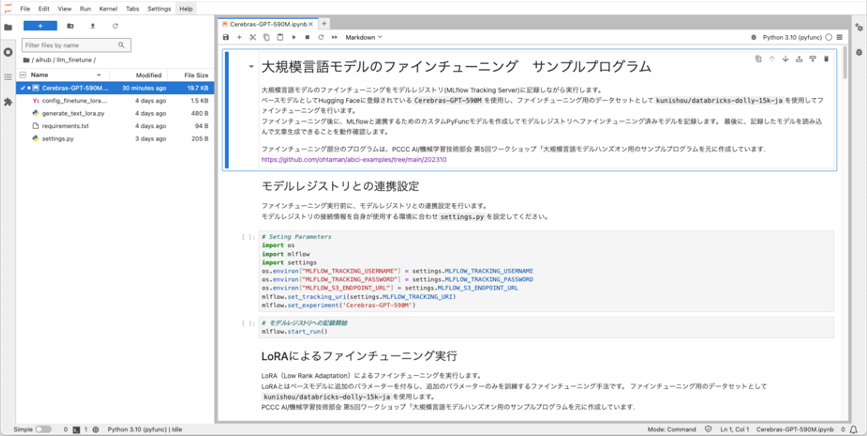 File Edit View Run Kernel Tabs Settings Help
Cerebras-GPT-590M.ipynb
Markdown
Python 3.10 (pyfunc)
Filter files by name
/ aihub / llm_finetune /
Name Modified File Size
Cerebras-GPT-590M.... 30 minutes ago 19.7 KB
config_finetune_lora.... 4 days ago 1.5 KB
generate_text_lora.py 4 days ago 480 B
requirements.txt 4 days ago 94 B
settings.py 3 days ago 205 B
大規模言語モデルのファインチューニング サンプルプログラム
大規模言語モデルのファインチューニングをモデルレジストリ(MLflow Tracking Server)に記録しながら実行します。
ベースモデルとしてHugging Faceに登録されている Cerebras-GPT-590M を使用し、ファインチューニング用のデータセットとして kunishou/databricks-dolly-15k-ja を使用してフ
ァインチューニングを行います。
ファインチューニング後に、MLflowと連携するためのカスタムPyFuncモデルを作成してモデルレジストリへファインチューニング済みモデルを記録します。 最後に、記録したモデルを読み込
んで文章生成できることを動作確認します。
ファインチューニング部分のプログラムは、PCCC AI/機械学習技術部会 第5回ワークショップ「大規模言語モデルハンズオン用のサンプルプログラムを元に作成しています.
https://github.com/ohtaman/abci-examples/tree/main/202310
モデルレジストリとの連携設定
ファインチューニング実行前に、モデルレジストリとの連携設定を行います。
モデルレジストリの接続情報を自身が使用する環境に合わせ settings.py を設定してください。
[ ]: # Seting Parameters
import os
import mlflow
import settings
os.environ["MLFLOW_TRACKING_USERNAME"] = settings.MLFLOW_TRACKING_USERNAME
os.environ["MLFLOW_TRACKING_PASSWORD"] = settings.MLFLOW_TRACKING_PASSWORD
os.environ["MLFLOW_S3_ENDPOINT_URL"] = settings.MLFLOW_S3_ENDPOINT_URL
mlflow.set_tracking_uri(settings.MLFLOW_TRACKING_URI)
mlflow.set_experiment('Cerebras-GPT-590M')
[ ]: # モデルレジストリへの記録開始
mlflow.start_run()
LoRAによるファインチューニング実行
LoRA（Low Rank Adaptation）によるファインチューニングを実行します。
LoRAとはベースモデルに追加のパラメーターを付与し、追加のパラメーターのみを訓練するファインチューニング手法です。 ファインチューニング用のデータセットとして
kunishou/databricks-dolly-15k-ja を使用します。
PCCC AI/機械学習技術部会 第5回ワークショップ「大規模言語モデルハンズオン用のサンプルプログラムを元に作成しています.
Simple 0 1 Python 3.10 (pyfunc) | Idle Mode: Command Ln 1, Col 1 Cerebras-GPT-590M.ipynb 0